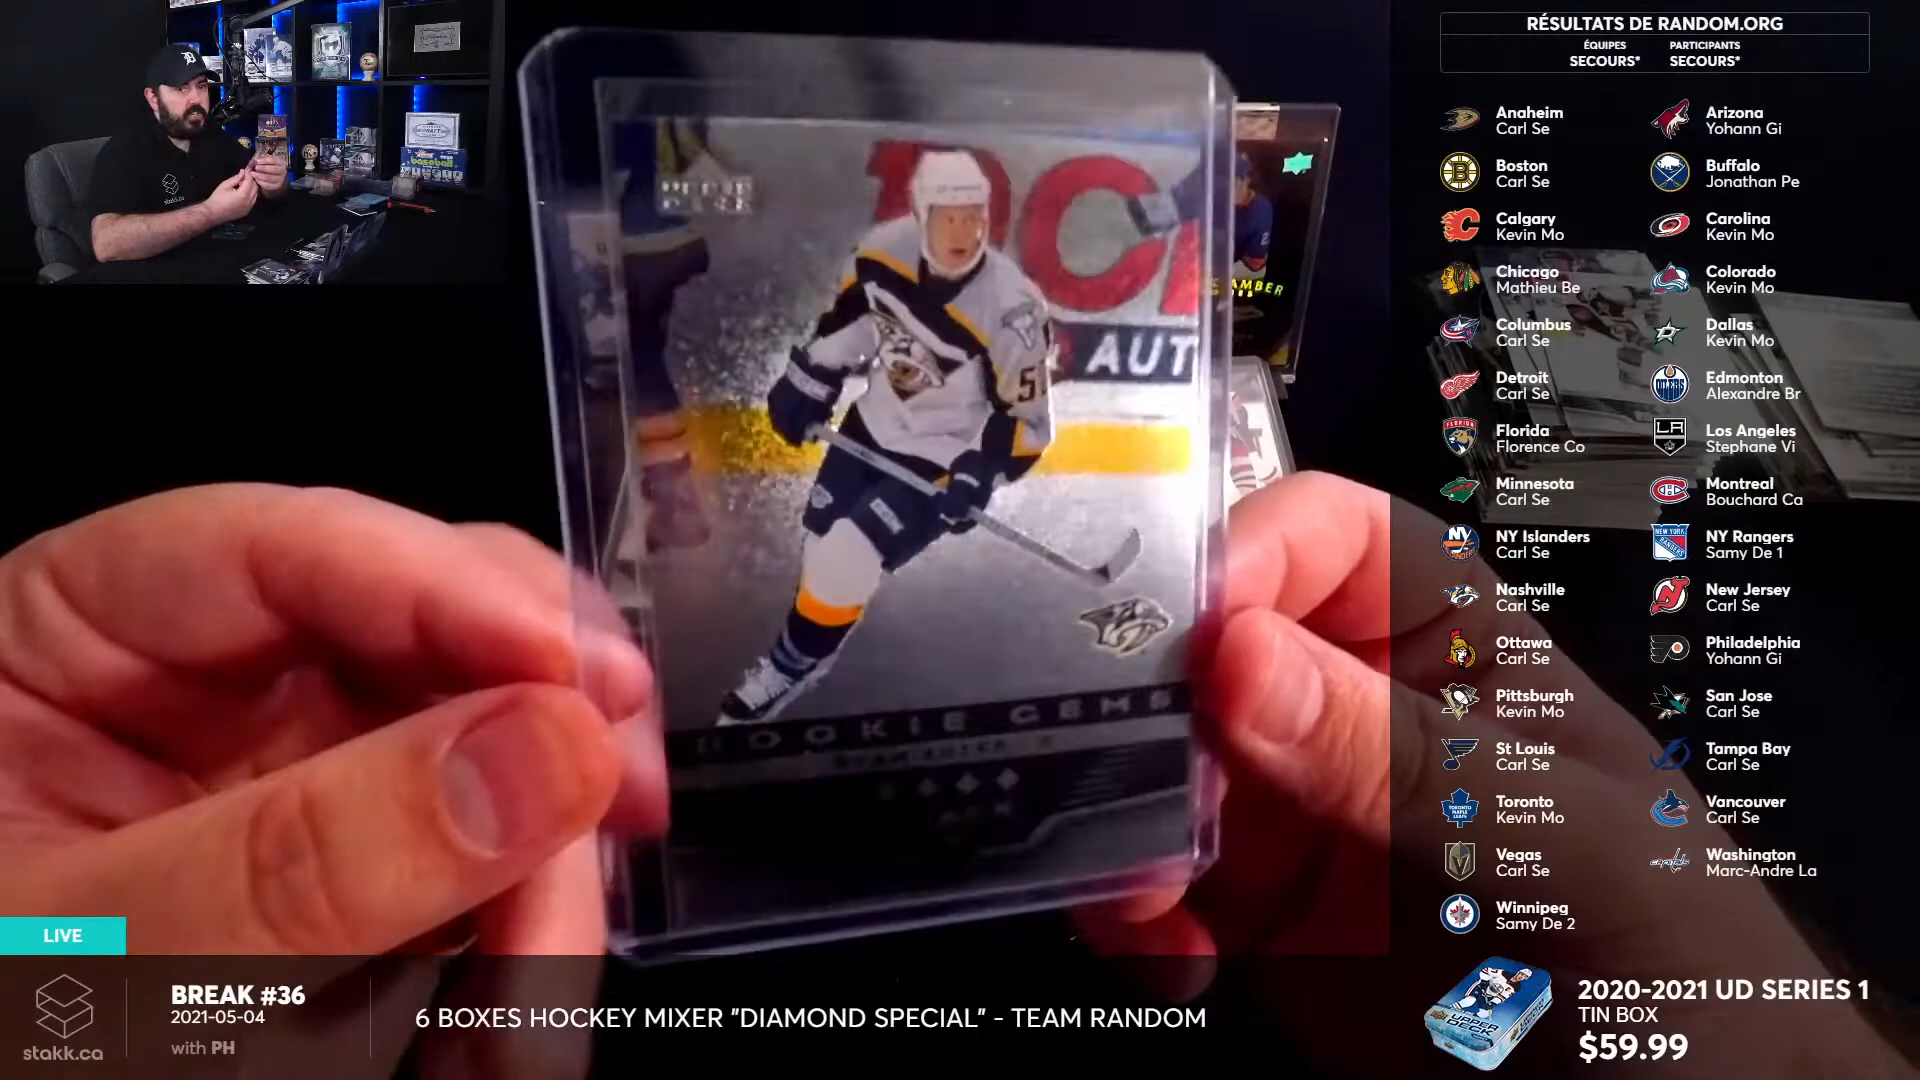 RÉSULTATS DE RANDOM.ORG
ÉQUIPES
SECOURS*
PARTICIPANTS
SECOURS*
Anaheim
Carl Se
Arizona
Yohann Gi
Boston
Carl Se
Buffalo
Jonathan Pe
Calgary
Kevin Mo
Carolina
Kevin Mo
Chicago
Mathieu Be
Colorado
Kevin Mo
Columbus
Carl Se
Dallas
Kevin Mo
Detroit
Carl Se
Edmonton
Alexandre Br
Florida
Florence Co
Los Angeles
Stephane Vi
Minnesota
Carl Se
Montreal
Bouchard Ca
NY Islanders
Carl Se
NY Rangers
Samy De 1
Nashville
Carl Se
New Jersey
Carl Se
Ottawa
Carl Se
Philadelphia
Yohann Gi
Pittsburgh
Kevin Mo
San Jose
Carl Se
St Louis
Carl Se
Tampa Bay
Carl Se
Toronto
Kevin Mo
Vancouver
Carl Se
Vegas
Carl Se
Washington
Marc-Andre La
Winnipeg
Samy De 2
AUT
ROOKIE GEMS
LIVE
stakk.ca
BREAK #36
2021-05-04
with PH
6 BOXES HOCKEY MIXER "DIAMOND SPECIAL" - TEAM RANDOM
UPPER DECK
2020-2021 UD SERIES 1
TIN BOX
$59.99